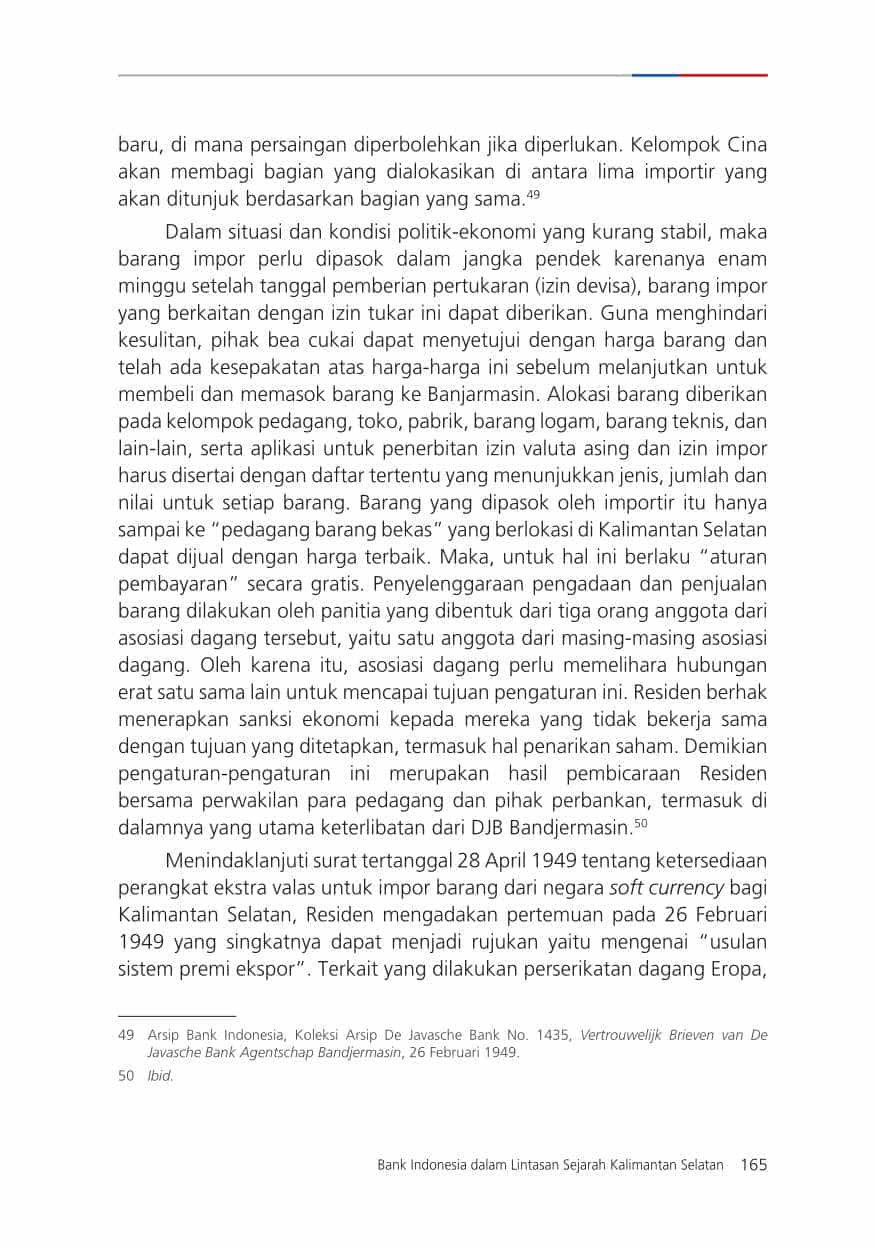 baru, di mana persaingan diperbolehkan jika diperlukan. Kelompok Cina
akan membagi bagian yang dialokasikan di antara lima importir yang
akan ditunjuk berdasarkan bagian yang sama.49
Dalam situasi dan kondisi politik-ekonomi yang kurang stabil, maka
barang impor perlu dipasok dalam jangka pendek karenanya enam
minggu setelah tanggal pemberian pertukaran (izin devisa), barang impor
yang berkaitan dengan izin tukar ini dapat diberikan. Guna menghindari
kesulitan, pihak bea cukai dapat menyetujui dengan harga barang dan
telah ada kesepakatan atas harga-harga ini sebelum melanjutkan untuk
membeli dan memasok barang ke Banjarmasin. Alokasi barang diberikan
pada kelompok pedagang, toko, pabrik, barang logam, barang teknis, dan
lain-lain, serta aplikasi untuk penerbitan izin valuta asing dan izin impor
harus disertai dengan daftar tertentu yang menunjukkan jenis, jumlah dan
nilai untuk setiap barang. Barang yang dipasok oleh importir itu hanya
sampai ke “pedagang barang bekas” yang berlokasi di Kalimantan Selatan
dapat dijual dengan harga terbaik. Maka, untuk hal ini berlaku “aturan
pembayaran” secara gratis. Penyelenggaraan pengadaan dan penjualan
barang dilakukan oleh panitia yang dibentuk dari tiga orang anggota dari
asosiasi dagang tersebut, yaitu satu anggota dari masing-masing asosiasi
dagang. Oleh karena itu, asosiasi dagang perlu memelihara hubungan
erat satu sama lain untuk mencapai tujuan pengaturan ini. Residen berhak
menerapkan sanksi ekonomi kepada mereka yang tidak bekerja sama
dengan tujuan yang ditetapkan, termasuk hal penarikan saham. Demikian
pengaturan-pengaturan ini merupakan hasil pembicaraan Residen
bersama perwakilan para pedagang dan pihak perbankan, termasuk di
dalamnya yang utama keterlibatan dari DJB Bandjermasin.50
Menindaklanjuti surat tertanggal 28 April 1949 tentang ketersediaan
perangkat ekstra valas untuk impor barang dari negara soft currency bagi
Kalimantan Selatan, Residen mengadakan pertemuan pada 26 Februari
1949 yang singkatnya dapat menjadi rujukan yaitu mengenai “usulan
sistem premi ekspor”. Terkait yang dilakukan perserikatan dagang Eropa,
49 Arsip Bank Indonesia, Koleksi Arsip De Javasche Bank No. 1435, Vertrouwelijk Brieven van De
Javasche Bank Agentschap Bandjermasin, 26 Februari 1949.
50 Ibid.
Bank Indonesia dalam Lintasan Sejarah Kalimantan Selatan 165